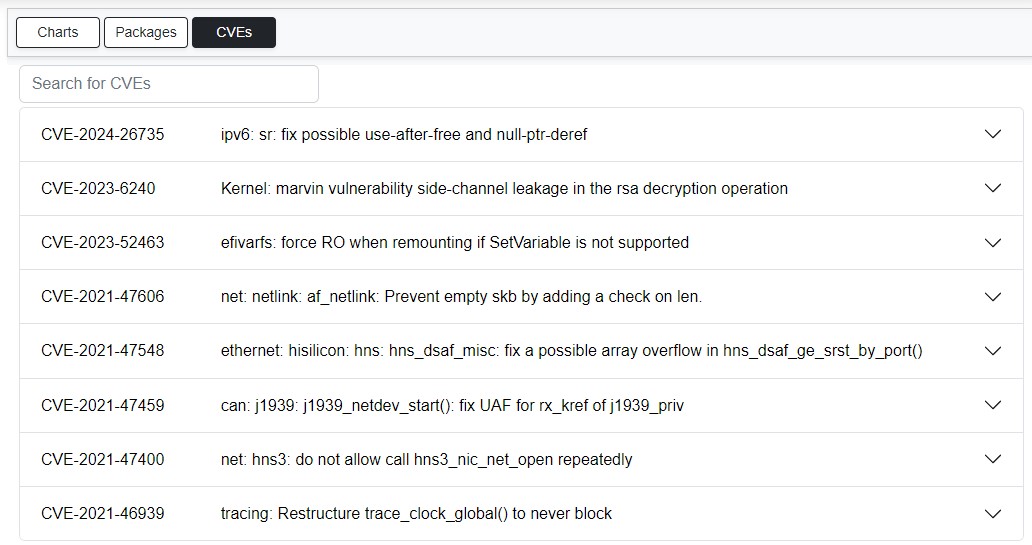 Charts Packages CVEs
Search for CVEs
CVE-2024-26735 ipv6: sr: fix possible use-after-free and null-ptr-deref
CVE-2023-6240 Kernel: marvin vulnerability side-channel leakage in the rsa decryption operation
CVE-2023-52463 efivarfs: force RO when remounting if SetVariable is not supported
CVE-2021-47606 net: netlink: af_netlink: Prevent empty skb by adding a check on len.
CVE-2021-47548 ethernet: hisilicon: hns: hns_dsaf_misc: fix a possible array overflow in hns_dsaf_ge_srst_by_port()
CVE-2021-47459 can: j1939: j1939_netdev_start(): fix UAF for rx_kref of j1939_priv
CVE-2021-47400 net: hns3: do not allow call hns3_nic_net_open repeatedly
CVE-2021-46939 tracing: Restructure trace_clock_global() to never block